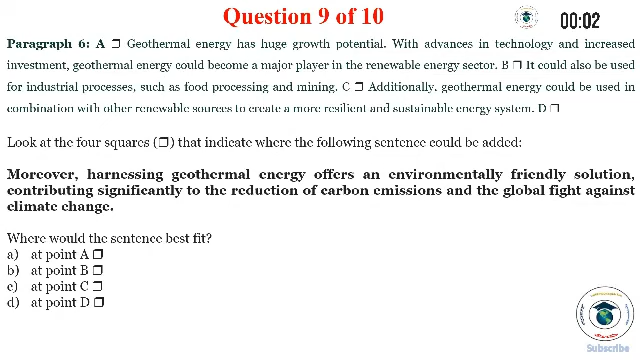 Question 9 of 10
00:02
Paragraph 6: A ❐ Geothermal energy has huge growth potential. With advances in technology and increased
investment, geothermal energy could become a major player in the renewable energy sector. B ❐ It could also be used
for industrial processes, such as food processing and mining. C ❐ Additionally, geothermal energy could be used in
combination with other renewable sources to create a more resilient and sustainable energy system. D ❐
Look at the four squares (❐) that indicate where the following sentence could be added:
Moreover, harnessing geothermal energy offers an environmentally friendly solution,
contributing significantly to the reduction of carbon emissions and the global fight against
climate change.
Where would the sentence best fit?
a) at point A ❐
b) at point B ❐
c) at point C ❐
d) at point D ❐
Subscribe